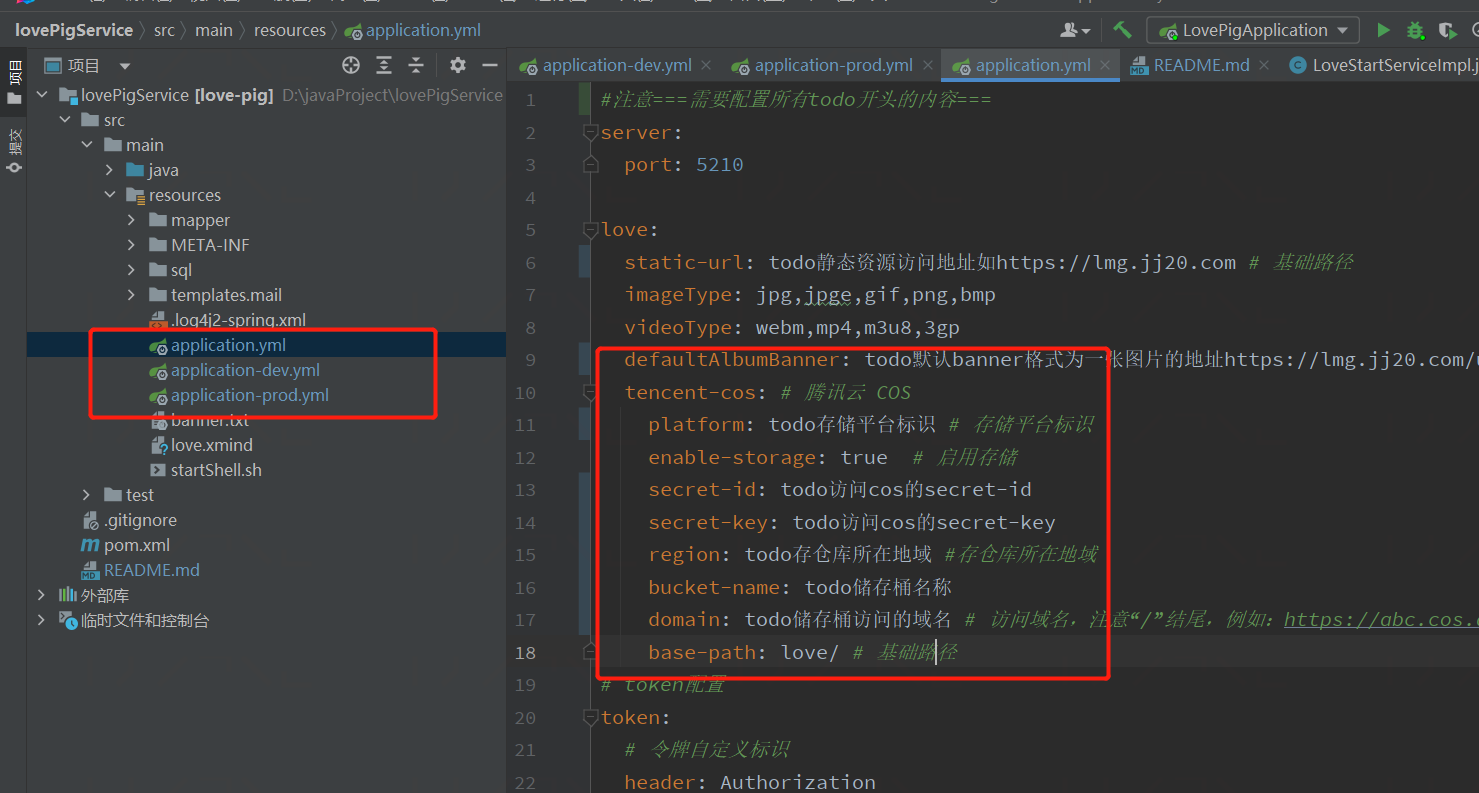 lovePigService
src
main
resources
application.yml
LovePigApplication
项目
application-dev.yml
application-prod.yml
application.yml
README.md
LoveStartServiceImpl.j
项目
提交
lovePigService [love-pig] D:\javaProject\lovePigService
src
main
java
resources
mapper
META-INF
sql
templates.mail
.log4j2-spring.xml
application.yml
application-dev.yml
application-prod.yml
banner.txt
love.xmind
startShell.sh
test
.gitignore
pom.xml
README.md
外部库
临时文件和控制台
1 #注意===需要配置所有todo开头的内容===
2 server:
3 port: 5210
4
5 love:
6 static-url: todo静态资源访问地址如https://lmg.jj20.com # 基础路径
7 imageType: jpg,jpge,gif,png,bmp
8 videoType: webm,mp4,m3u8,3gp
9 defaultAlbumBanner: todo默认banner格式为一张图片的地址https://lmg.jj20.com/u
10 tencent-cos: # 腾讯云 COS
11 platform: todo存储平台标识 # 存储平台标识
12 enable-storage: true # 启用存储
13 secret-id: todo访问cos的secret-id
14 secret-key: todo访问cos的secret-key
15 region: todo存仓库所在地域 #存仓库所在地域
16 bucket-name: todo储存桶名称
17 domain: todo储存桶访问的域名 # 访问域名，注意“/”结尾，例如：https://abc.cos.
18 base-path: love/ # 基础路径
19 # token配置
20 token:
21 # 令牌自定义标识
22 header: Authorization